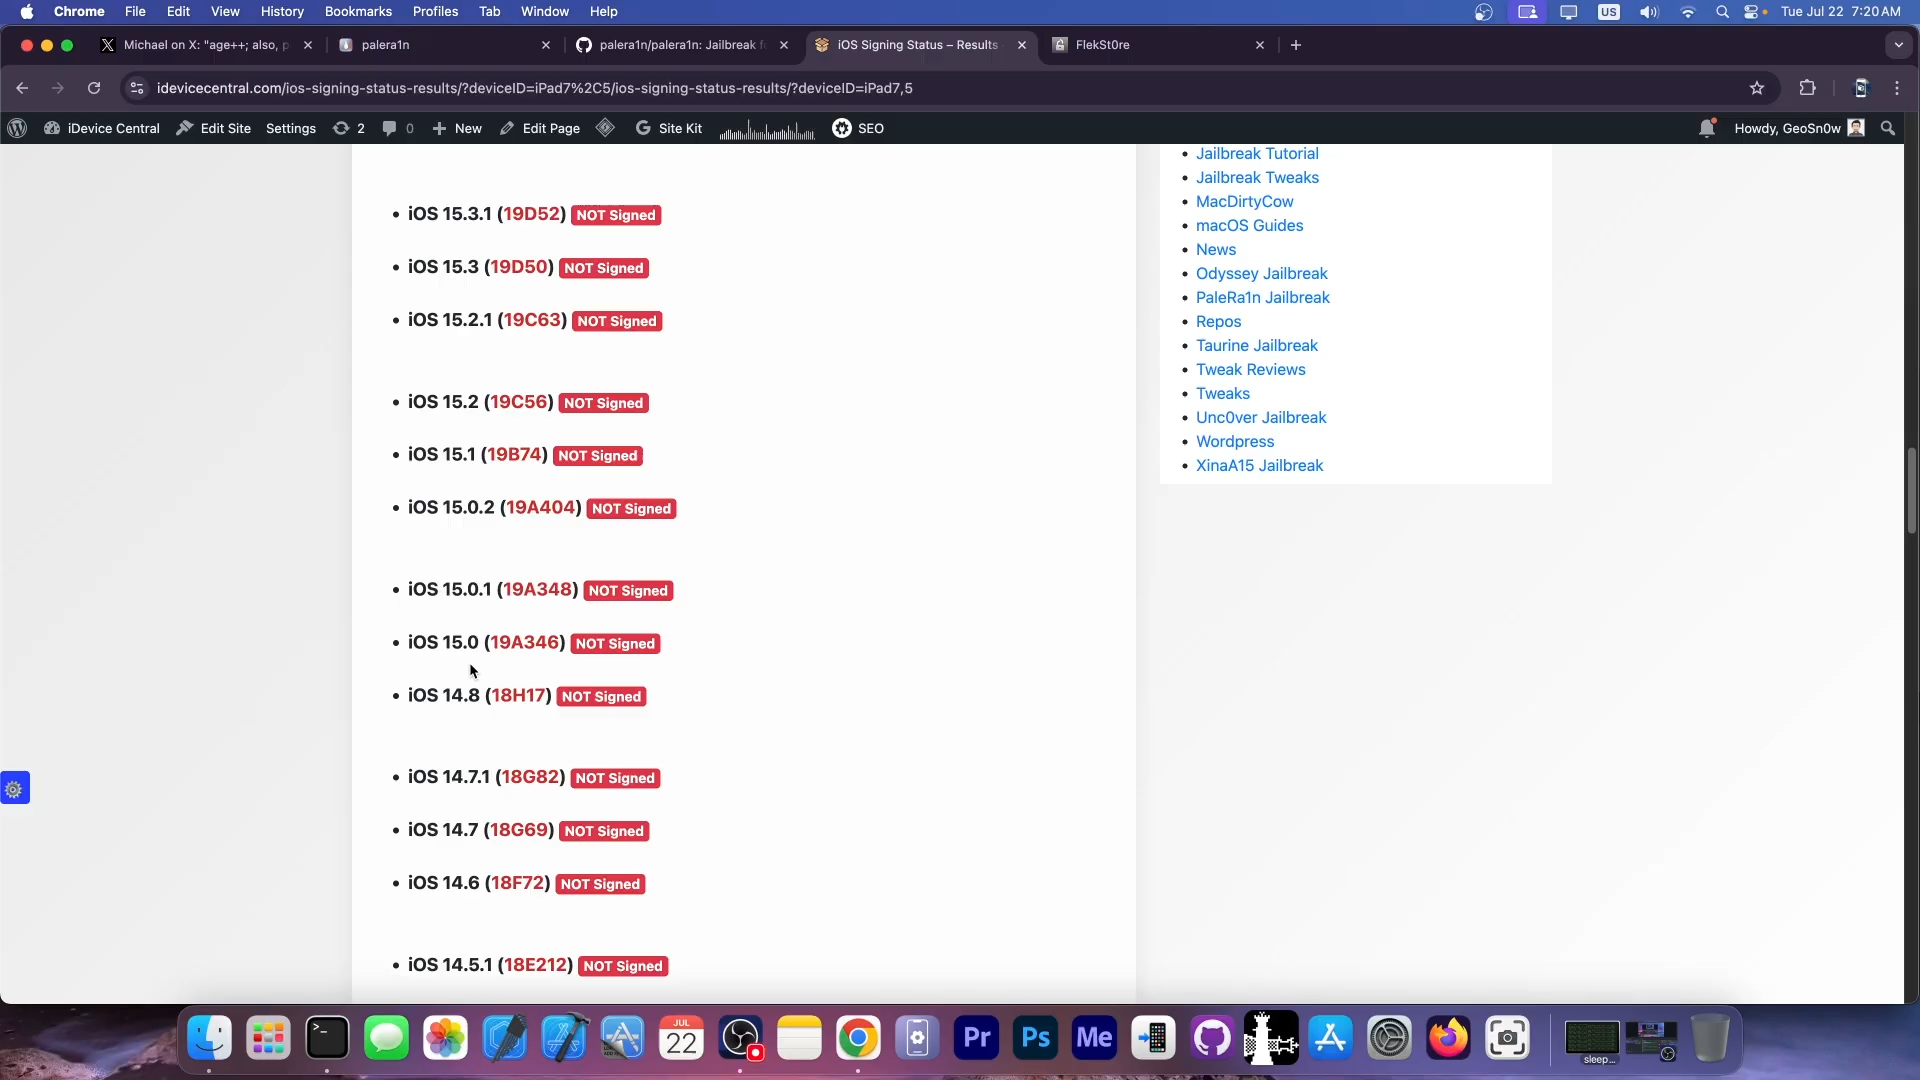 Chrome File Edit View History Bookmarks Profiles Tab Window Help US Tue Jul 22 7:20 AM
Michael on X: "age++; also, p palera1n palera1n/palera1n: Jailbreak fo iOS Signing Status – Results FlekSt0re
idevicecentral.com/ios-signing-status-results/?deviceID=iPad7%2C5/ios-signing-status-results/?deviceID=iPad7,5
iDevice Central Edit Site Settings 2 0 New Edit Page Site Kit SEO Howdy, GeoSn0w
iOS 15.3.1 (19D52) NOT Signed
iOS 15.3 (19D50) NOT Signed
iOS 15.2.1 (19C63) NOT Signed
iOS 15.2 (19C56) NOT Signed
iOS 15.1 (19B74) NOT Signed
iOS 15.0.2 (19A404) NOT Signed
iOS 15.0.1 (19A348) NOT Signed
iOS 15.0 (19A346) NOT Signed
iOS 14.8 (18H17) NOT Signed
iOS 14.7.1 (18G82) NOT Signed
iOS 14.7 (18G69) NOT Signed
iOS 14.6 (18F72) NOT Signed
iOS 14.5.1 (18E212) NOT Signed
Jailbreak Tutorial
Jailbreak Tweaks
MacDirtyCow
macOS Guides
News
Odyssey Jailbreak
PaleRa1n Jailbreak
Repos
Taurine Jailbreak
Tweak Reviews
Tweaks
Unc0ver Jailbreak
Wordpress
XinaA15 Jailbreak
JUL
22
Pr Ps Me
sleep...